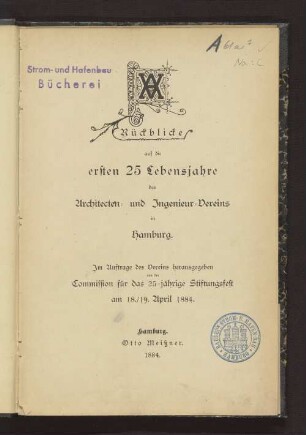 Strom- und Hafenbau
Bücherei
Rückblicke
auf die
ersten 25 Lebensjahre
des
Architecten- und Ingenieur-Vereins
in
Hamburg.
Im Auftrage des Vereins herausgegeben
von der
Commission für das 25-jährige Stiftungsfest
am 18./19. April 1884.
Hamburg.
Otto Meißner.
1884.